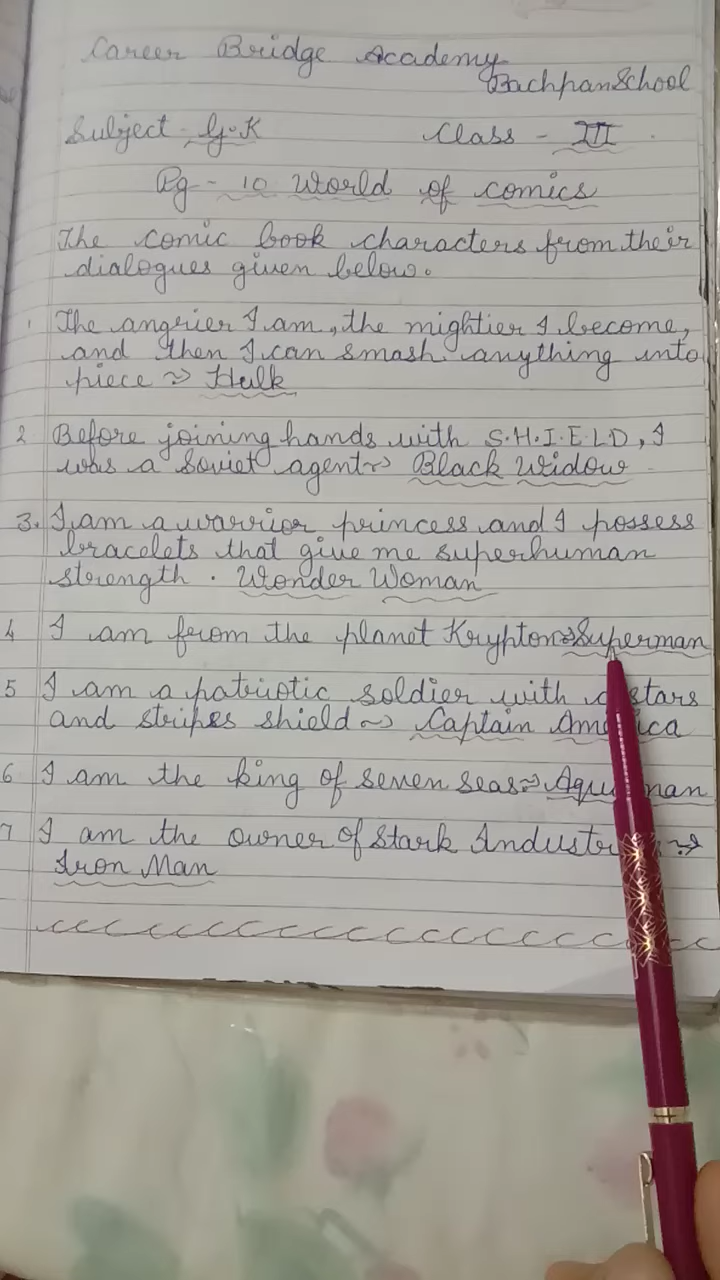 Career Bridge Academy
Bachpan School
Subject - G.K Class - III
Pg - 10 World of comics
The comic book characters from their
dialogues given below.
1 The angrier I am, the mightier I become,
and then I can smash anything into
piece ~> Hulk
2 Before joining hands with S.H.I.E.L.D, I
was a Soviet agent ~> Black Widow
3. I am a warrior princess and I possess
bracelets that give me superhuman
strength. Wonder Woman
4 I am from the planet Krypton ~> Superman
5 I am a patriotic soldier with stars
and stripes shield ~> Captain America
6 I am the king of seven seas ~> Aquaman
7 I am the owner of Stark Industries ~>
Iron Man